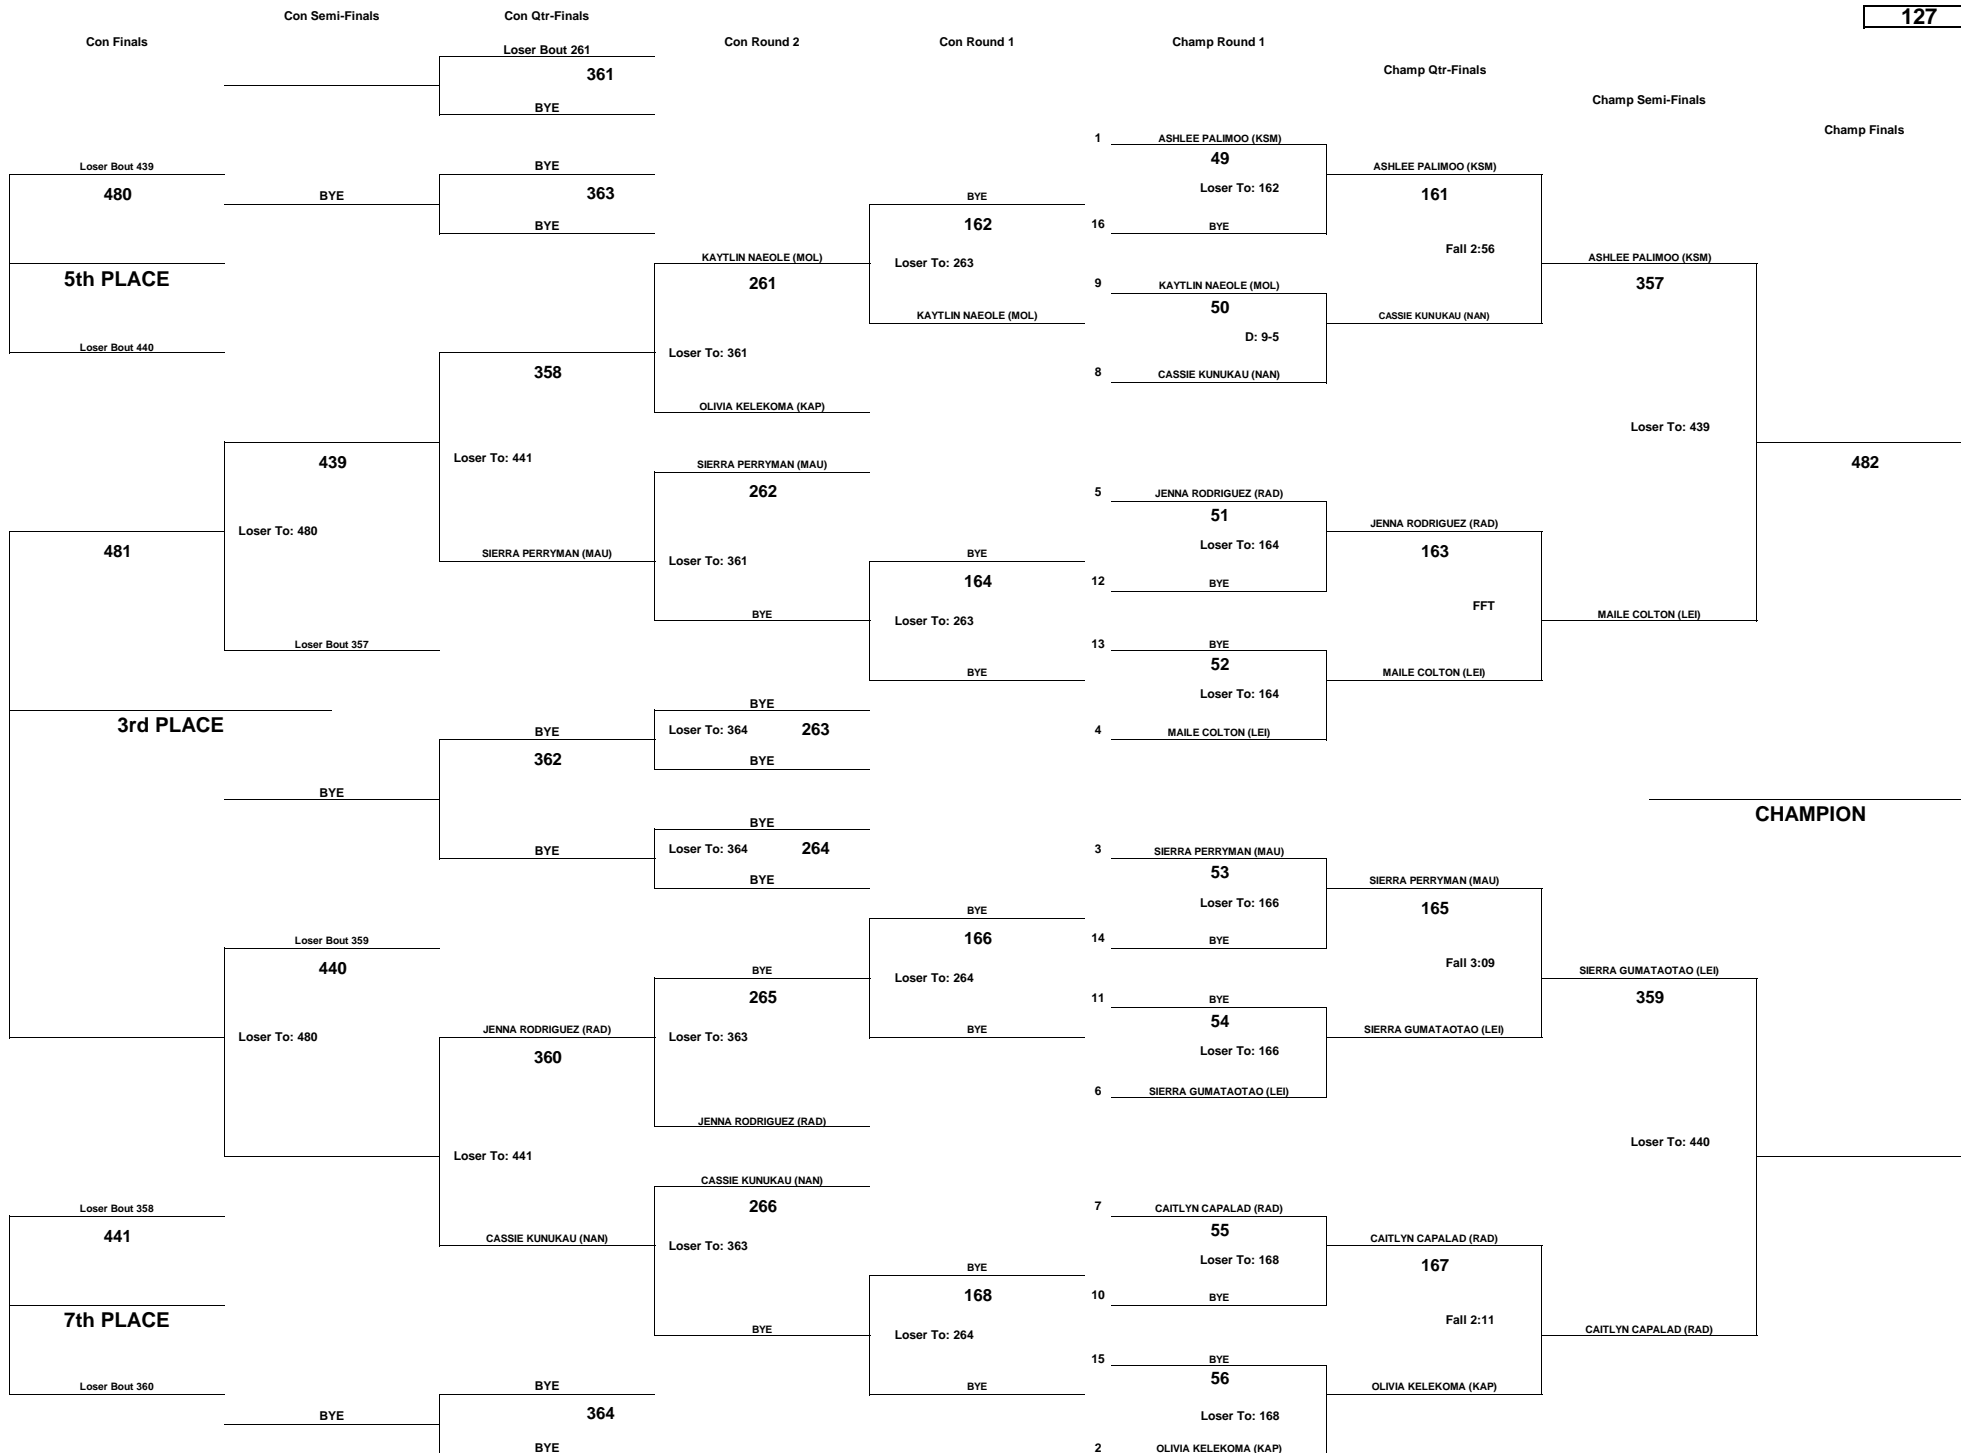 Con Semi-Finals
Con Qtr-Finals
127
Con Finals
Con Round 2
Con Round 1
Champ Round 1
Loser Bout 261
361
Champ Qtr-Finals
BYE
Champ Semi-Finals
Champ Finals
1 ASHLEE PALIMOO (KSM)
49
Loser Bout 439
BYE
ASHLEE PALIMOO (KSM)
480
BYE
363
Loser To: 162
161
BYE
BYE
162
16 BYE
Fall 2:56
KAYTLIN NAEOLE (MOL)
Loser To: 263
ASHLEE PALIMOO (KSM)
5th PLACE
261
9 KAYTLIN NAEOLE (MOL)
357
50
KAYTLIN NAEOLE (MOL)
CASSIE KUNUKAU (NAN)
D: 9-5
Loser Bout 440
Loser To: 361
358
8 CASSIE KUNUKAU (NAN)
OLIVIA KELEKOMA (KAP)
Loser To: 439
439
Loser To: 441
SIERRA PERRYMAN (MAU)
482
262
5 JENNA RODRIGUEZ (RAD)
51
JENNA RODRIGUEZ (RAD)
Loser To: 480
481
Loser To: 164
163
SIERRA PERRYMAN (MAU)
Loser To: 361
BYE
164
12 BYE
FFT
BYE
Loser To: 263
MAILE COLTON (LEI)
Loser Bout 357
13 BYE
52
BYE
MAILE COLTON (LEI)
Loser To: 164
BYE
3rd PLACE
BYE
Loser To: 364 263
4 MAILE COLTON (LEI)
362
BYE
BYE
CHAMPION
BYE
BYE
Loser To: 364 264
3 SIERRA PERRYMAN (MAU)
53
BYE
SIERRA PERRYMAN (MAU)
Loser To: 166
165
BYE
Loser Bout 359
166
14 BYE
440
BYE
Loser To: 264
Fall 3:09
SIERRA GUMATAOTAO (LEI)
265
11 BYE
359
54
Loser To: 480
JENNA RODRIGUEZ (RAD)
Loser To: 363
BYE
SIERRA GUMATAOTAO (LEI)
360
Loser To: 166
6 SIERRA GUMATAOTAO (LEI)
JENNA RODRIGUEZ (RAD)
Loser To: 441
Loser To: 440
CASSIE KUNUKAU (NAN)
Loser Bout 358
266
7 CAITLYN CAPALAD (RAD)
441
55
CASSIE KUNUKAU (NAN)
Loser To: 363
CAITLYN CAPALAD (RAD)
Loser To: 168
BYE
167
168
10 BYE
7th PLACE
Fall 2:11
BYE
Loser To: 264
CAITLYN CAPALAD (RAD)
15 BYE
56
Loser Bout 360
BYE
BYE
OLIVIA KELEKOMA (KAP)
BYE
364
Loser To: 168
BYE
2 OLIVIA KELEKOMA (KAP)